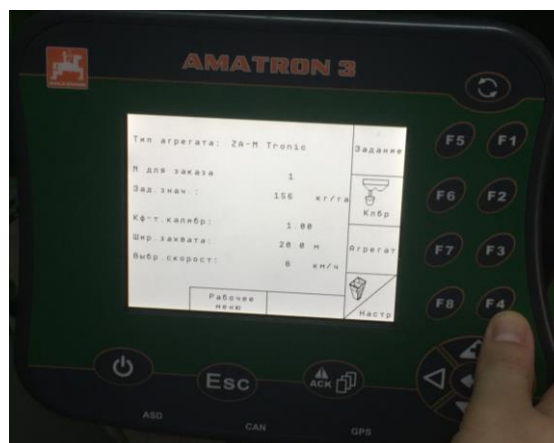 AMATRON 3
Тип агрегата: ZA-M Tronic
N для заказа 1
Зад.знач.: 156 кг/га
Кф-т.калибр: 1.00
Шир.захвата: 20.0 м
Выбр.скорост: 6 км/ч
Рабочее
меню
Задание
Клбр.
Агрегат
Настр
F5 F1
F6 F2
F7 F3
F8 F4
Esc
ACK
ASD
CAN
GPS